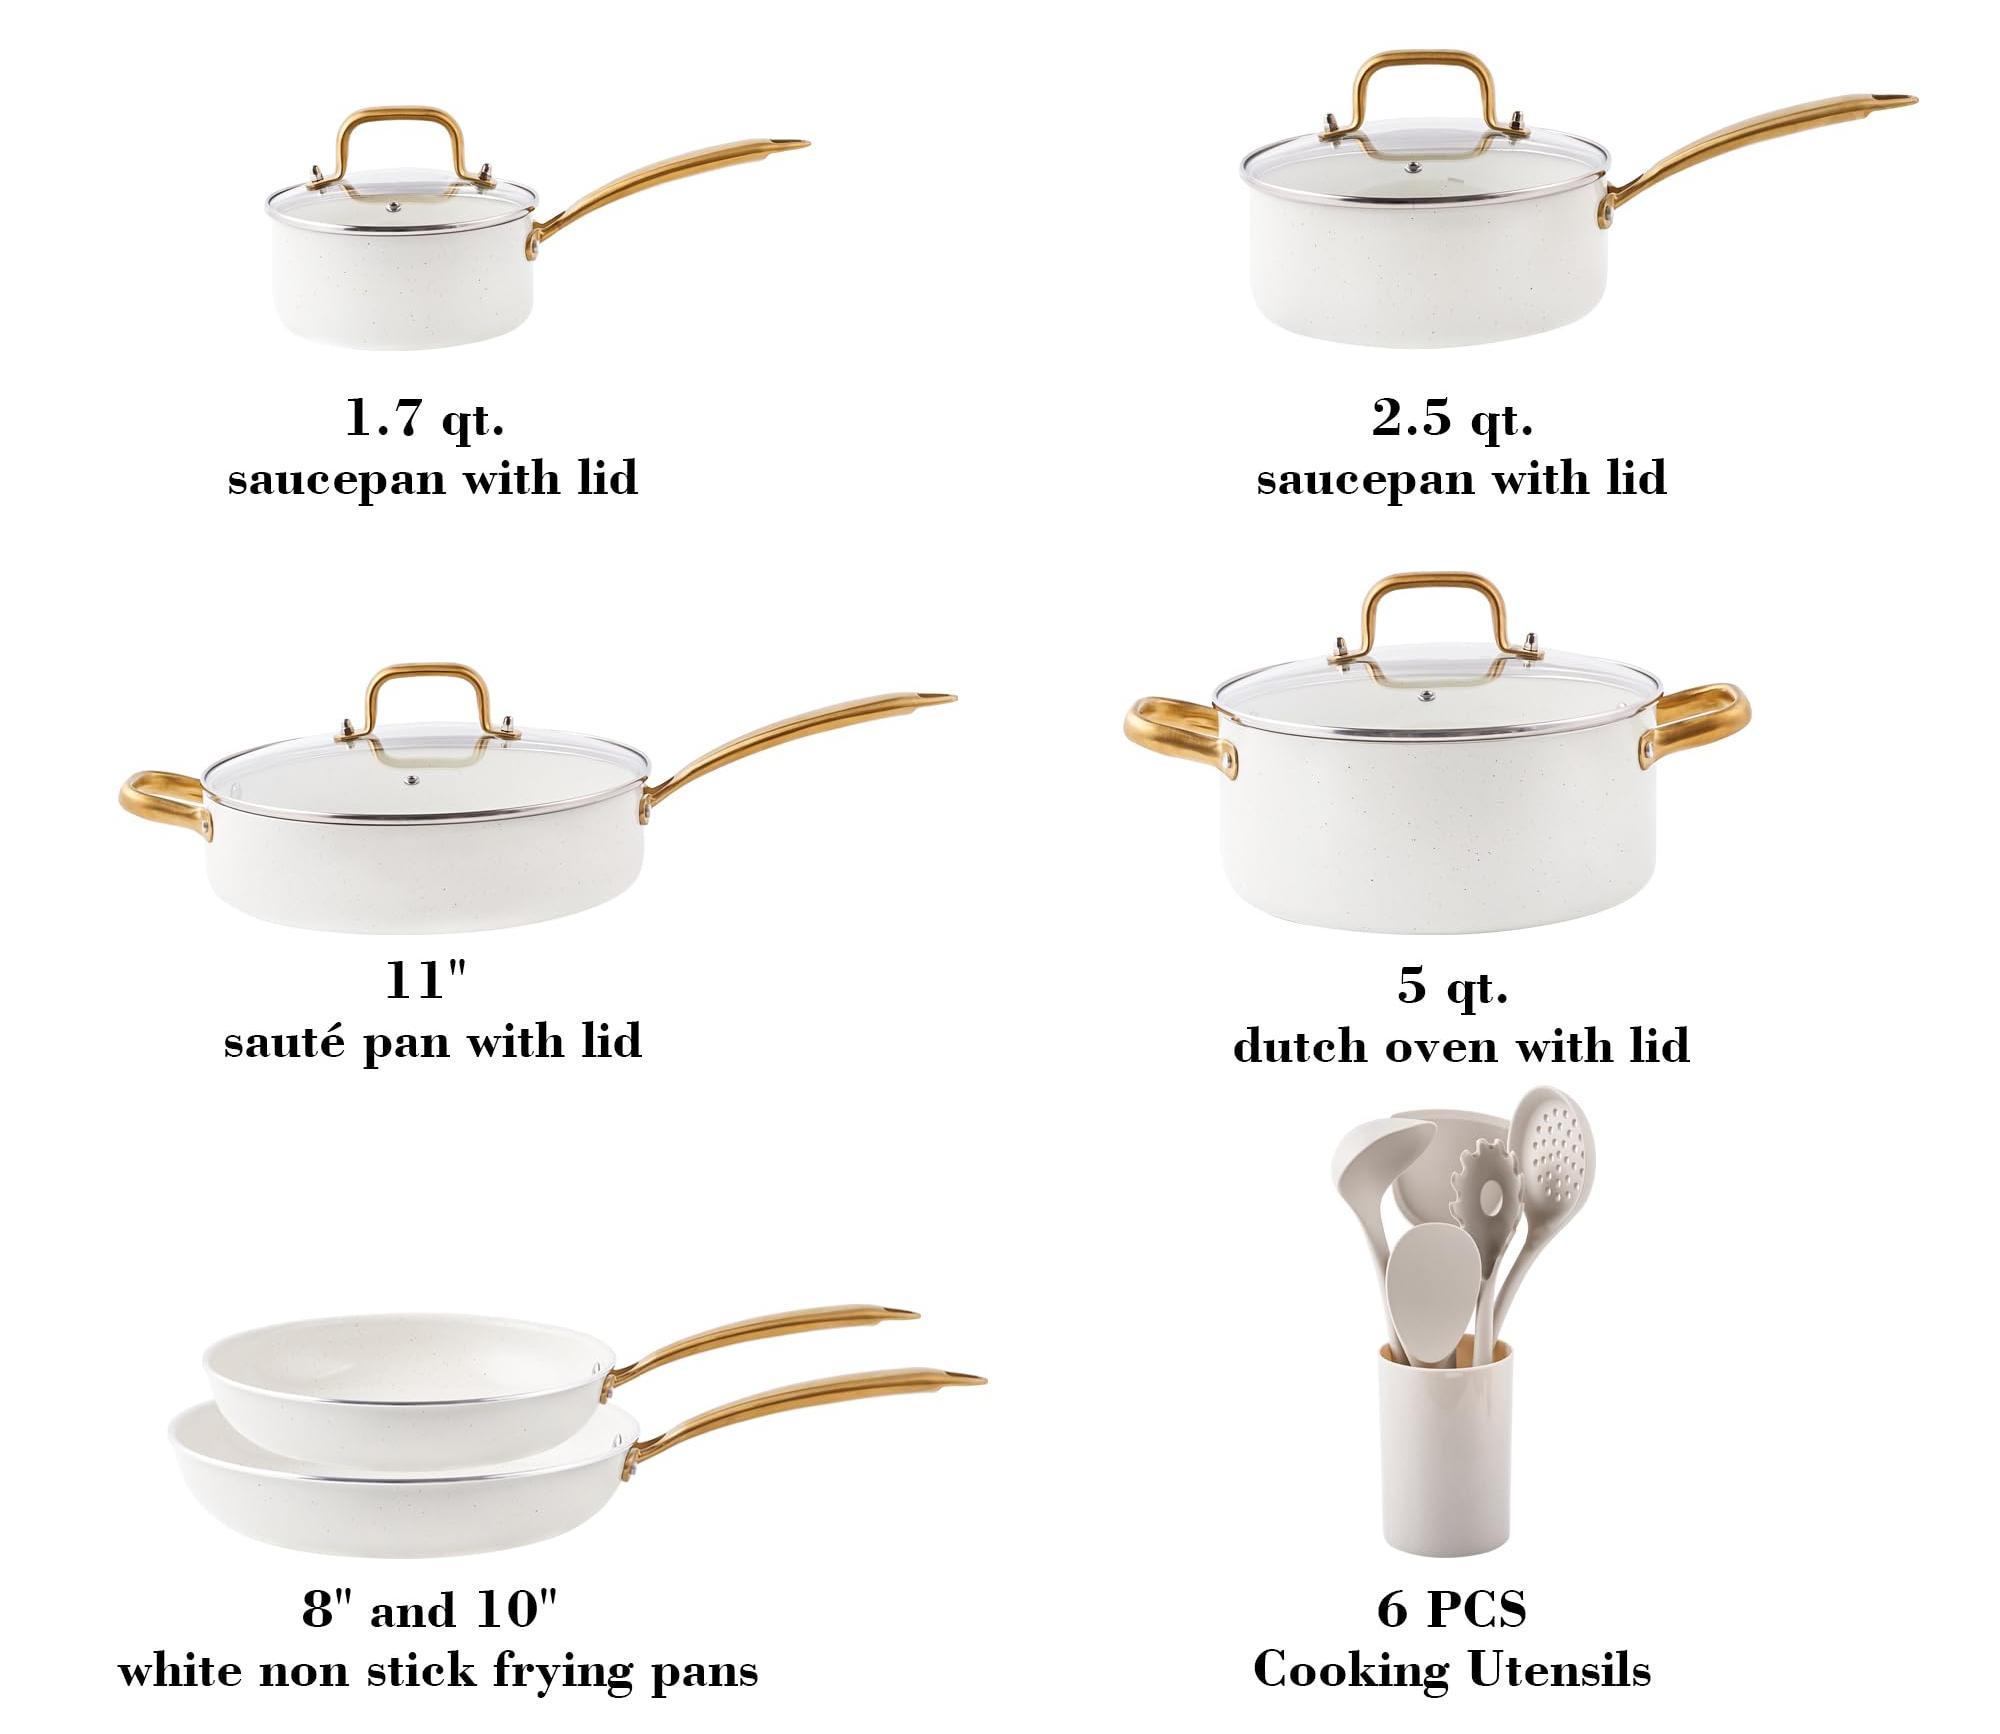 1.7 qt.
saucepan with lid
2.5 qt.
saucepan with lid
11"
sauté pan with lid
5 qt.
dutch oven with lid
8" and 10"
white non stick frying pans
6 PCS
Cooking Utensils